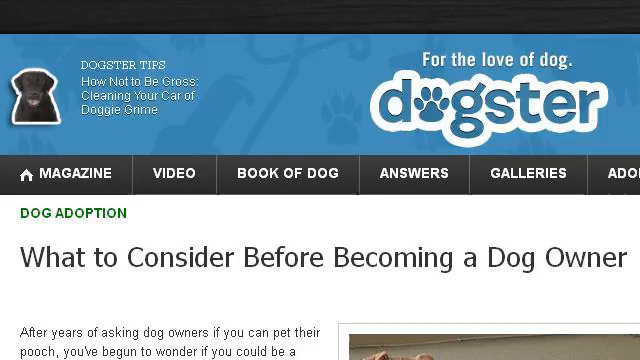 DOGSTER TIPS
How Not to Be Gross:
Cleaning Your Car of
Doggie Grime
For the love of dog.
dogster
MAGAZINE VIDEO BOOK OF DOG ANSWERS GALLERIES ADO
DOG ADOPTION
What to Consider Before Becoming a Dog Owner
After years of asking dog owners if you can pet their
pooch, you've begun to wonder if you could be a